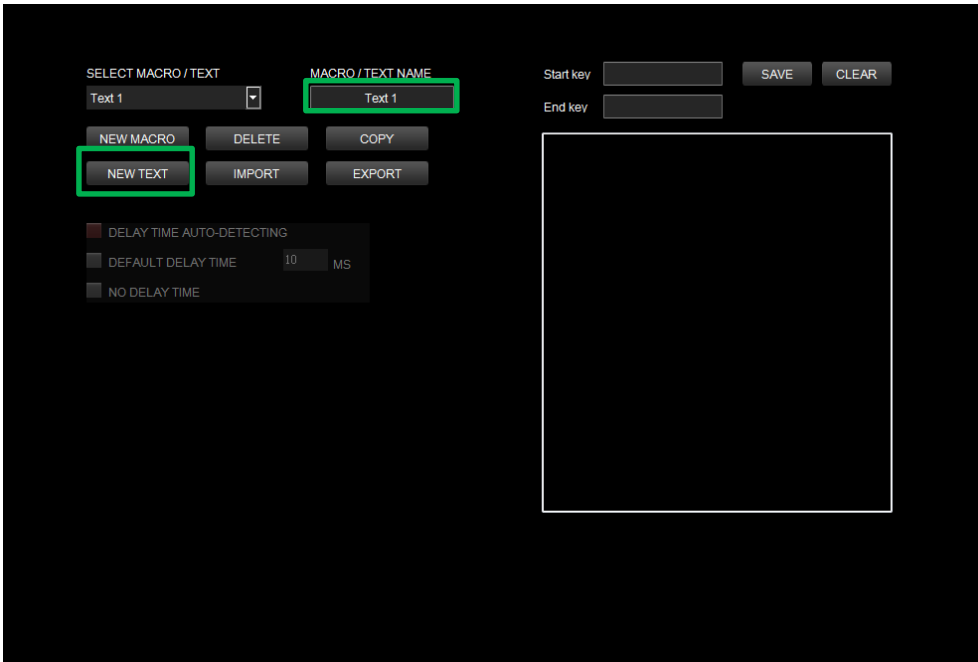 SELECT MACRO / TEXT
MACRO / TEXT NAME
Text 1
Text 1
NEW MACRO
DELETE
COPY
NEW TEXT
IMPORT
EXPORT
DELAY TIME AUTO-DETECTING
DEFAULT DELAY TIME 10 MS
NO DELAY TIME
Start key
SAVE
CLEAR
End key